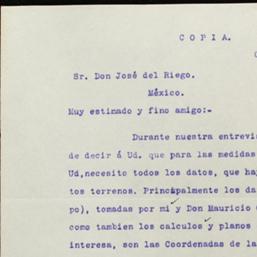 C O P I A.
Sr. Don José del Riego.
México.
Muy estimado y fino amigo:-
Durante nuestra entrevi
de decir á Ud. que para las medidas
Ud,necesito todos los datos, que ha
tos terrenos. Principalmente los da
po), tomadas por mi y Don Mauricio
como tambien los calculos y planos
interesa, son las Coordenadas de la